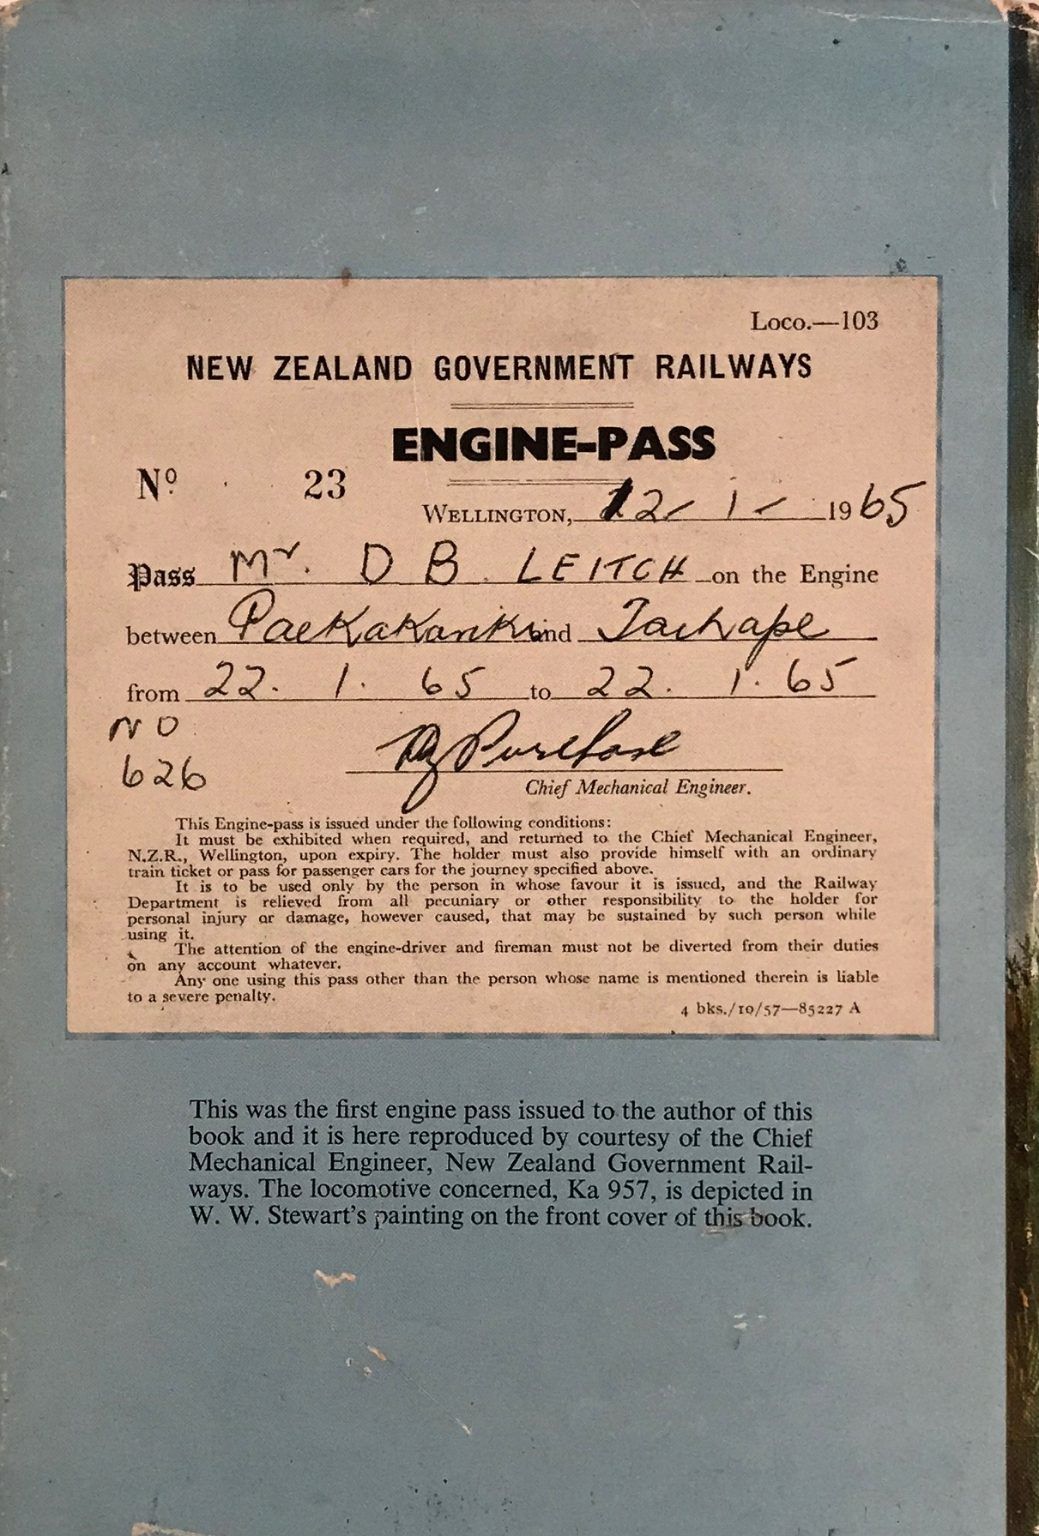 Loco.—103
NEW ZEALAND GOVERNMENT RAILWAYS
ENGINE-PASS
No. 23
WELLINGTON, 12/ 1 / 1965
Pass Mr. D B. LEITCH on the Engine
between Paekakariki and Taihape
from 22. 1. 65 to 22. 1. 65
NO
626
Chief Mechanical Engineer.
This Engine-pass is issued under the following conditions:
It must be exhibited when required, and returned to the Chief Mechanical Engineer,
N.Z.R., Wellington, upon expiry. The holder must also provide himself with an ordinary
train ticket or pass for passenger cars for the journey specified above.
It is to be used only by the person in whose favour it is issued, and the Railway
Department is relieved from all pecuniary or other responsibility to the holder for
personal injury or damage, however caused, that may be sustained by such person while
using it.
The attention of the engine-driver and fireman must not be diverted from their duties
on any account whatever.
Any one using this pass other than the person whose name is mentioned therein is liable
to a severe penalty.
4 bks./10/57—85227 A
This was the first engine pass issued to the author of this
book and it is here reproduced by courtesy of the Chief
Mechanical Engineer, New Zealand Government Rail-
ways. The locomotive concerned, Ka 957, is depicted in
W. W. Stewart's painting on the front cover of this book.